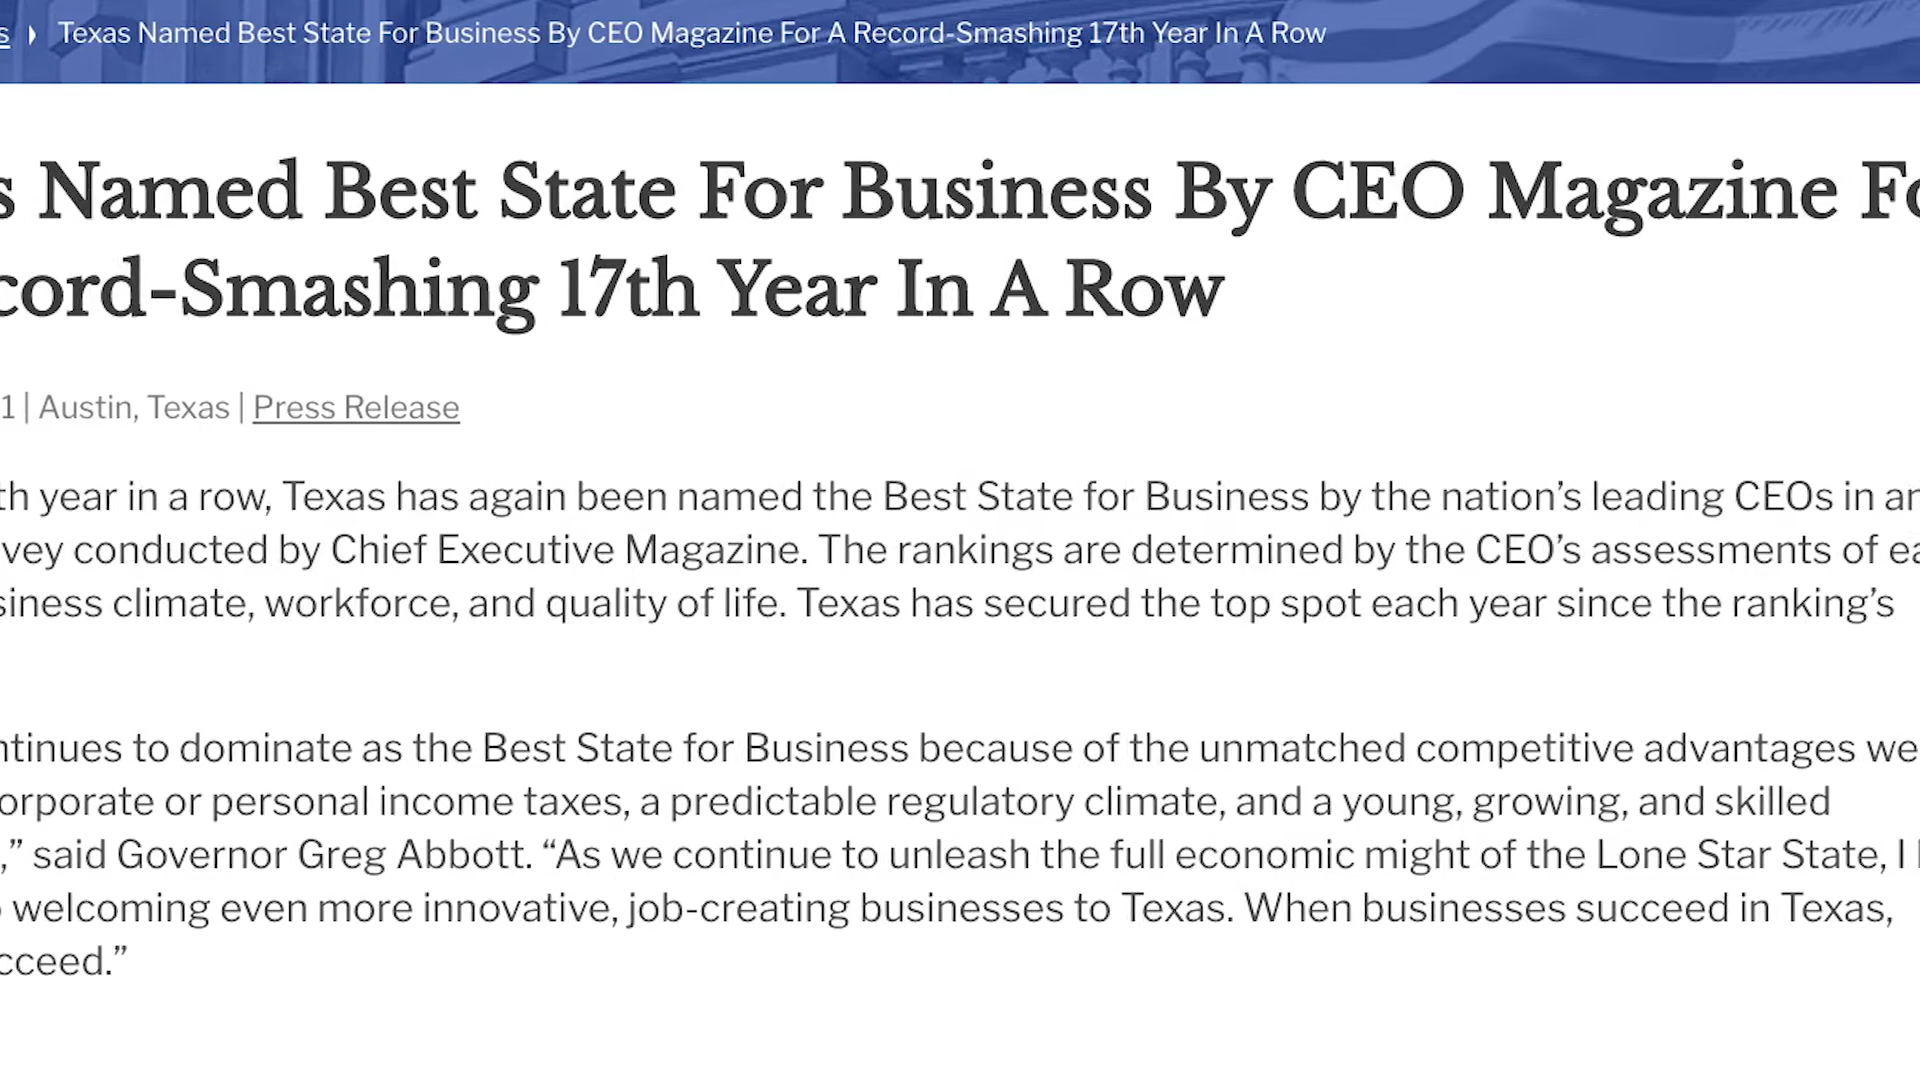 s Texas Named Best State For Business By CEO Magazine For A Record-Smashing 17th Year In A Row
s Named Best State For Business By CEO Magazine Fo
cord-Smashing 17th Year In A Row
1 | Austin, Texas | Press Release
th year in a row, Texas has again been named the Best State for Business by the nation’s leading CEOs in an
vey conducted by Chief Executive Magazine. The rankings are determined by the CEO’s assessments of ea
siness climate, workforce, and quality of life. Texas has secured the top spot each year since the ranking’s
ntinues to dominate as the Best State for Business because of the unmatched competitive advantages we
orporate or personal income taxes, a predictable regulatory climate, and a young, growing, and skilled
,” said Governor Greg Abbott. “As we continue to unleash the full economic might of the Lone Star State, I
welcoming even more innovative, job-creating businesses to Texas. When businesses succeed in Texas,
cceed.”